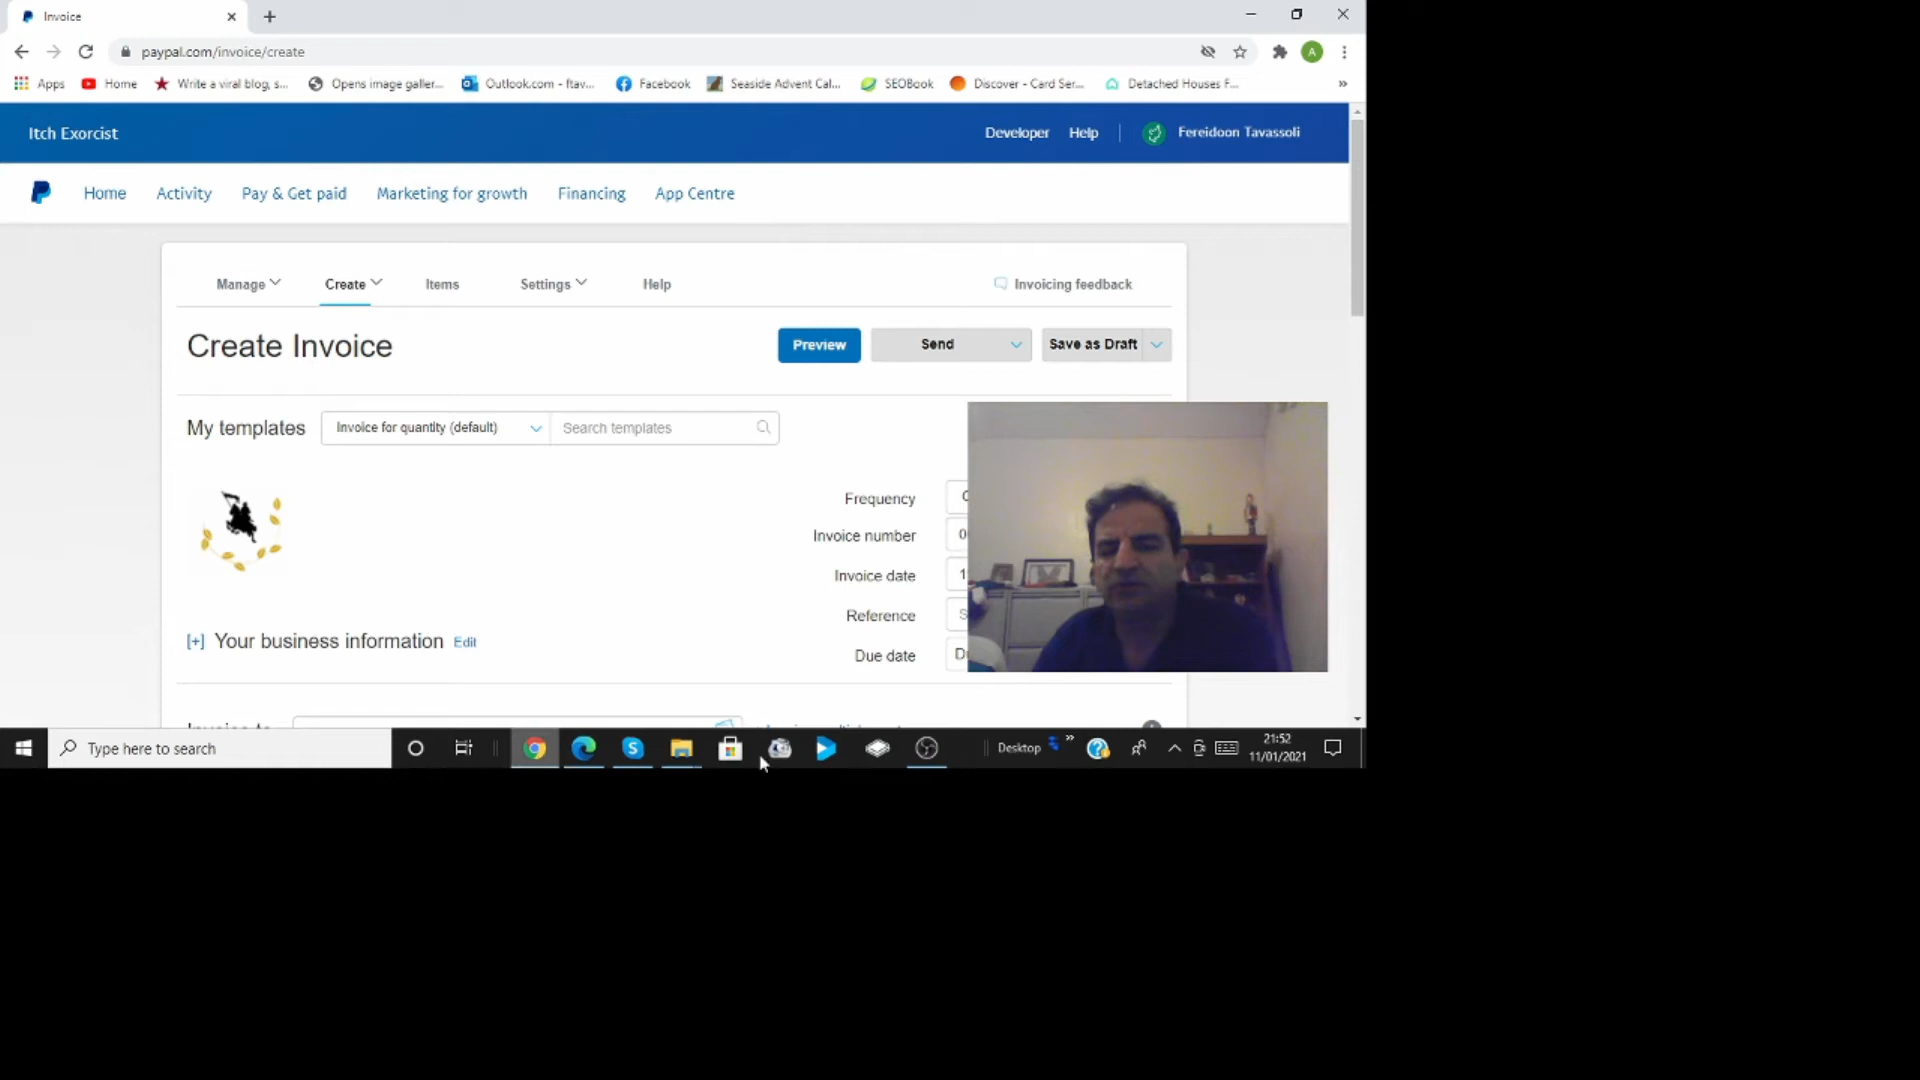 Invoice
paypal.com/invoice/create
A
Apps
Home
Write a viral blog, s...
Opens image galler...
Outlook.com - ftav...
Facebook
Seaside Advent Cal...
SEOBook
Discover - Card Ser...
Detached Houses F...
»
Itch Exorcist
Developer
Help
Fereidoon Tavassoli
Home
Activity
Pay & Get paid
Marketing for growth
Financing
App Centre
Manage
Create
Items
Settings
Help
Invoicing feedback
Create Invoice
Preview
Send
Save as Draft
My templates
Invoice for quantity (default)
Search templates
Frequency
Invoice number
Invoice date
Reference
Due date
[+] Your business information Edit
Type here to search
Desktop
21:52
11/01/2021